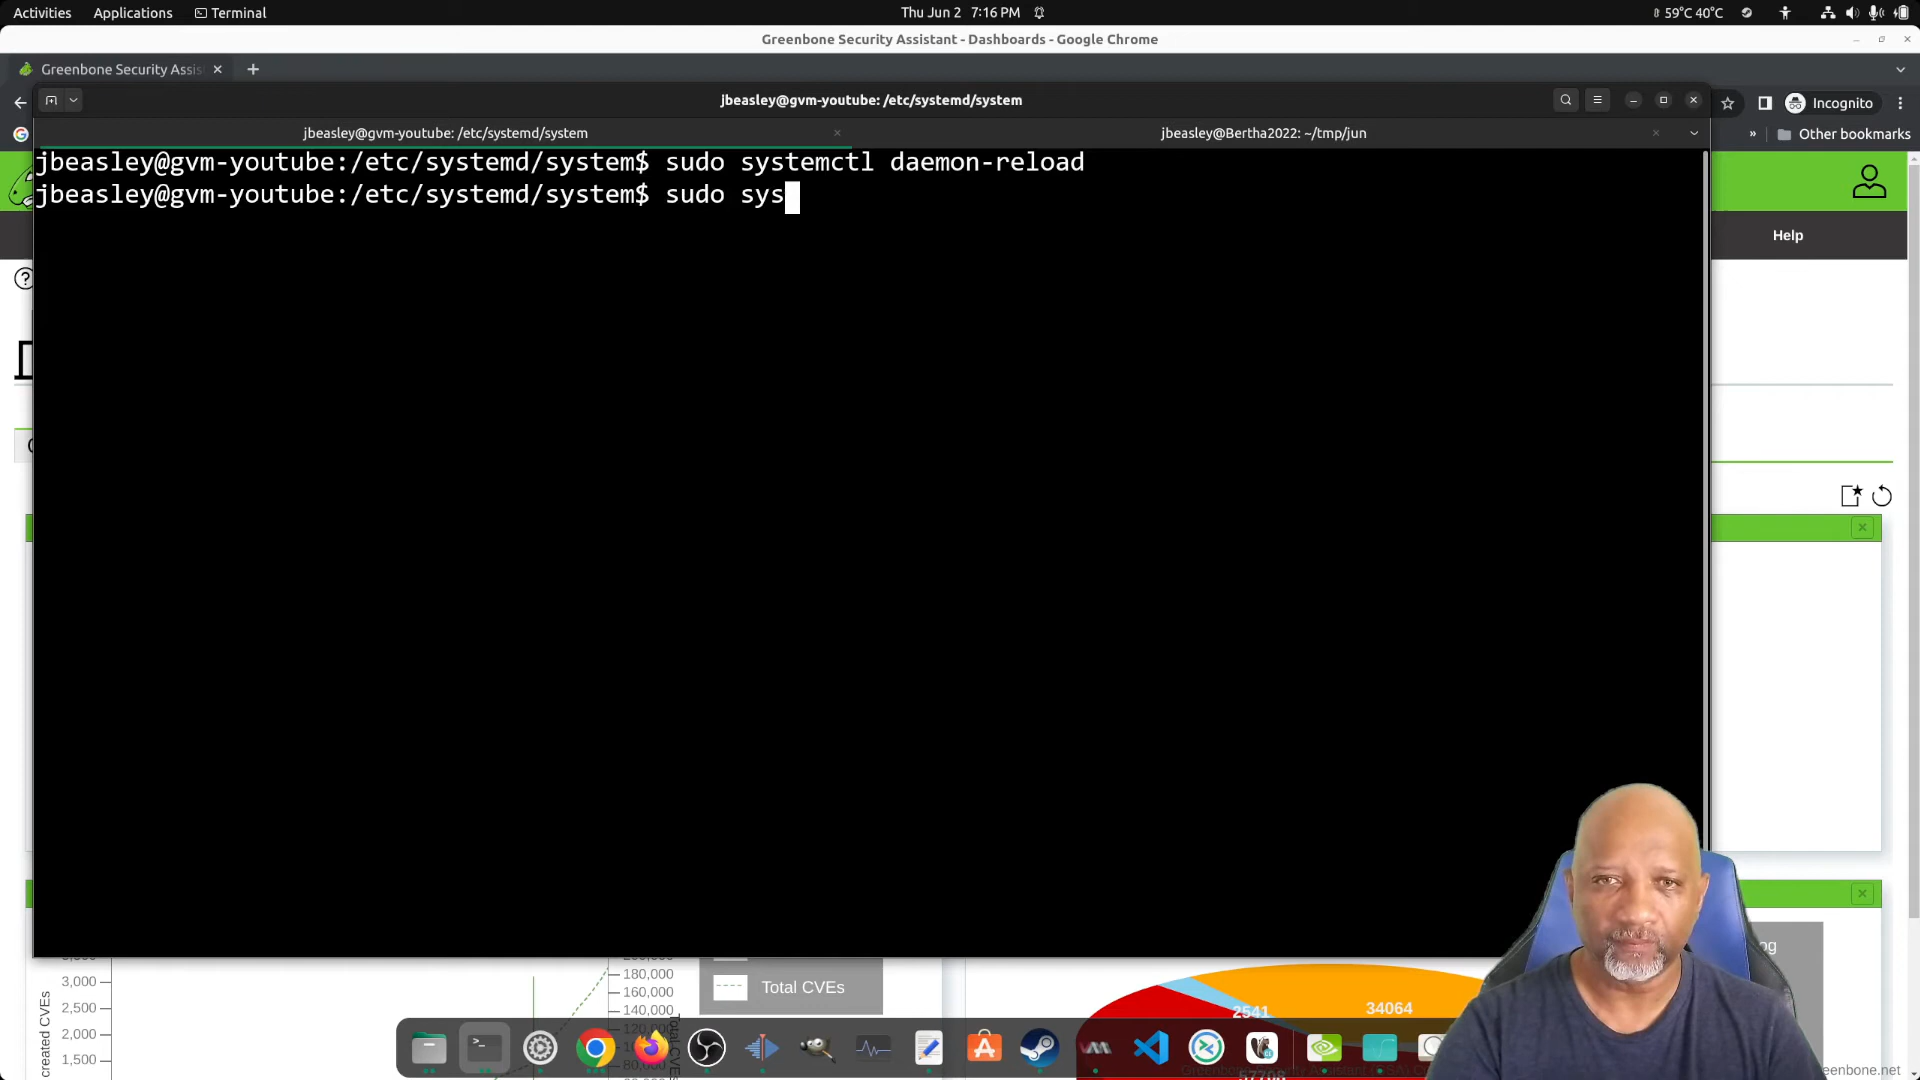 Activities Applications Terminal Thu Jun 2 7:16 PM 59°C 40°C
Greenbone Security Assistant - Dashboards - Google Chrome
Greenbone Security Assis
jbeasley@gvm-youtube: /etc/systemd/system
Incognito
jbeasley@gvm-youtube: /etc/systemd/system jbeasley@Bertha2022: ~/tmp/jun
» Other bookmarks
jbeasley@gvm-youtube:/etc/systemd/system$ sudo systemctl daemon-reload
jbeasley@gvm-youtube:/etc/systemd/system$ sudo sys
Help
3,000
2,500
2,000
1,500
created CVEs
180,000
160,000
140,000
Total CVEs
2541
34064
57708
og
eenbone.net